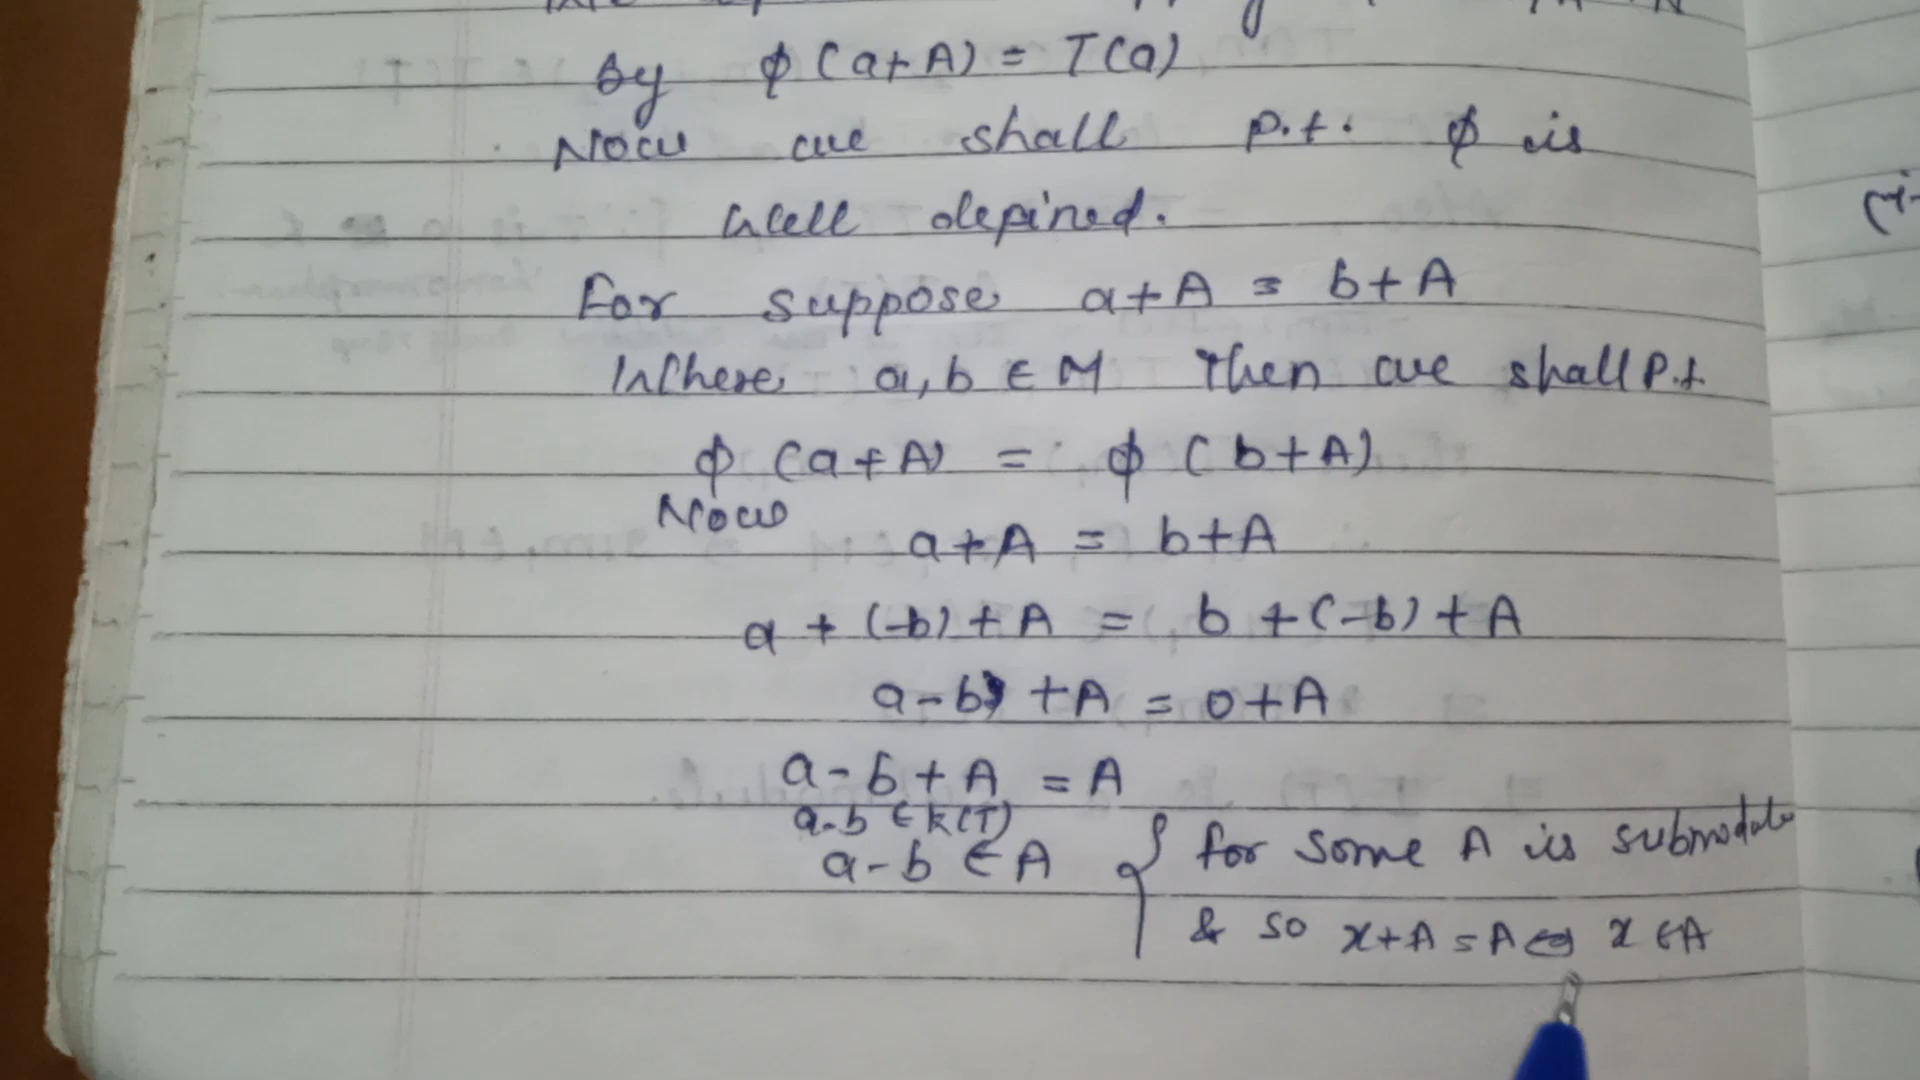 by φ(a+A) = T(a)
Now we shall p.t. φ is
well defined.
For suppose a+A = b+A
Where a,b ∈ M Then we shall P.t
φ (a+A) = φ (b+A)
Now
a+A = b+A
a + (-b) + A = b + (-b) + A
a-b +A = 0+A
a-b+A = A
a-b ∈ k(T)
a-b ∈ A { for some A is submodule
& so x+A = A ⇔ x ∈ A